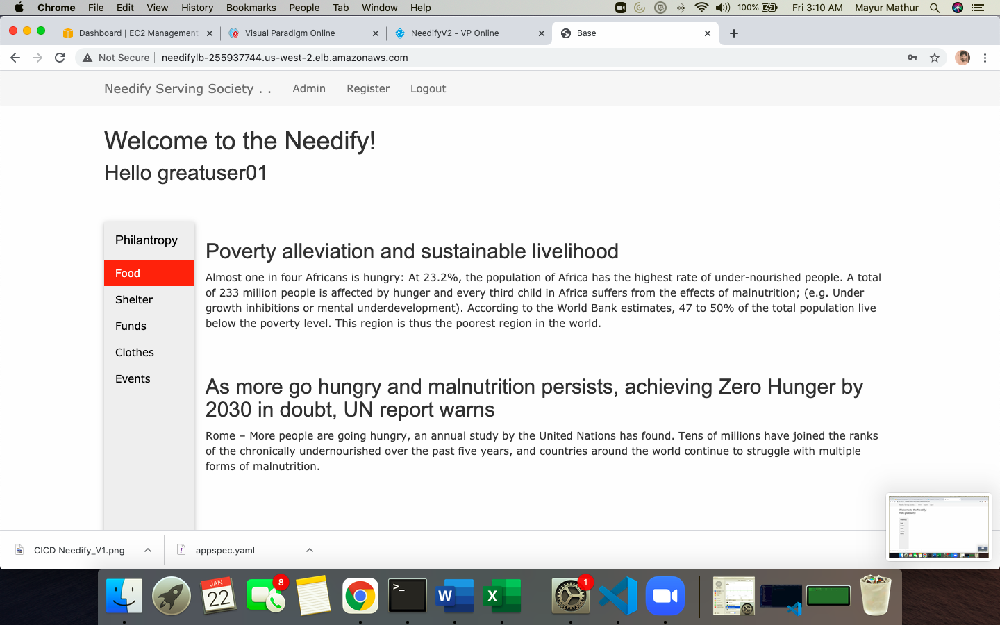 Chrome File Edit View History Bookmarks People Tab Window Help 100% Fri 3:10 AM Mayur Mathur
Dashboard | EC2 Management Visual Paradigm Online NeedifyV2 - VP Online Base
Not Secure needifylb-255937744.us-west-2.elb.amazonaws.com
Needify Serving Society . . Admin Register Logout
Welcome to the Needify!
Hello greatuser01
Philantropy
Food
Shelter
Funds
Clothes
Events
Poverty alleviation and sustainable livelihood
Almost one in four Africans is hungry: At 23.2%, the population of Africa has the highest rate of under-nourished people. A total
of 233 million people is affected by hunger and every third child in Africa suffers from the effects of malnutrition; (e.g. Under
growth inhibitions or mental underdevelopment). According to the World Bank estimates, 47 to 50% of the total population live
below the poverty level. This region is thus the poorest region in the world.
As more go hungry and malnutrition persists, achieving Zero Hunger by
2030 in doubt, UN report warns
Rome – More people are going hungry, an annual study by the United Nations has found. Tens of millions have joined the ranks
of the chronically undernourished over the past five years, and countries around the world continue to struggle with multiple
forms of malnutrition.
Welcome to the Needify!
CICD Needify_V1.png appspec.yaml
JAN
22
8
>_
W
X
1